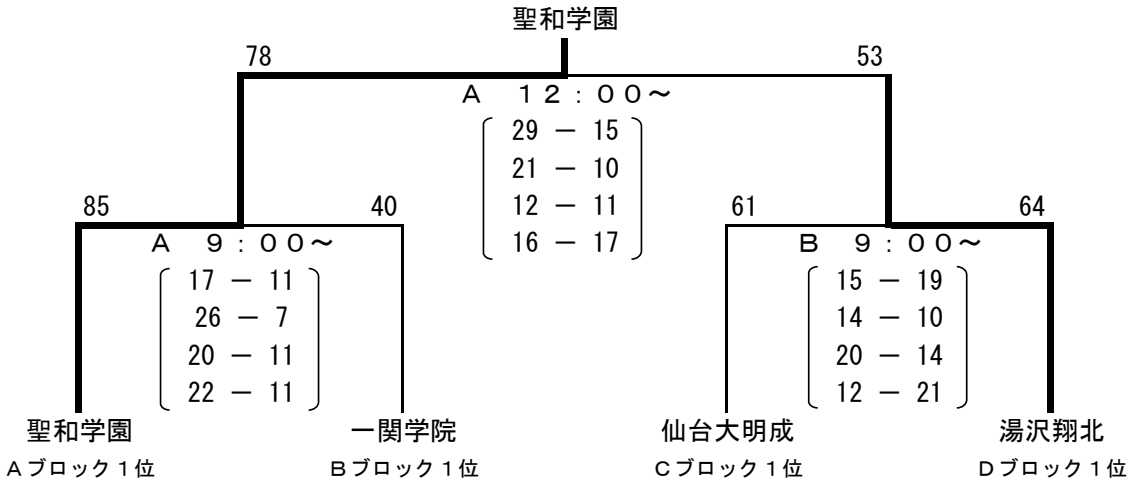 聖和学園
78 53
A 12:00～
29 － 15
21 － 10
12 － 11
16 － 17
85 40 61 64
A 9:00～ B 9:00～
17 － 11 15 － 19
26 － 7 14 － 10
20 － 11 20 － 14
22 － 11 12 － 21
聖和学園 一関学院 仙台大明成 湯沢翔北
Aブロック1位 Bブロック1位 Cブロック1位 Dブロック1位